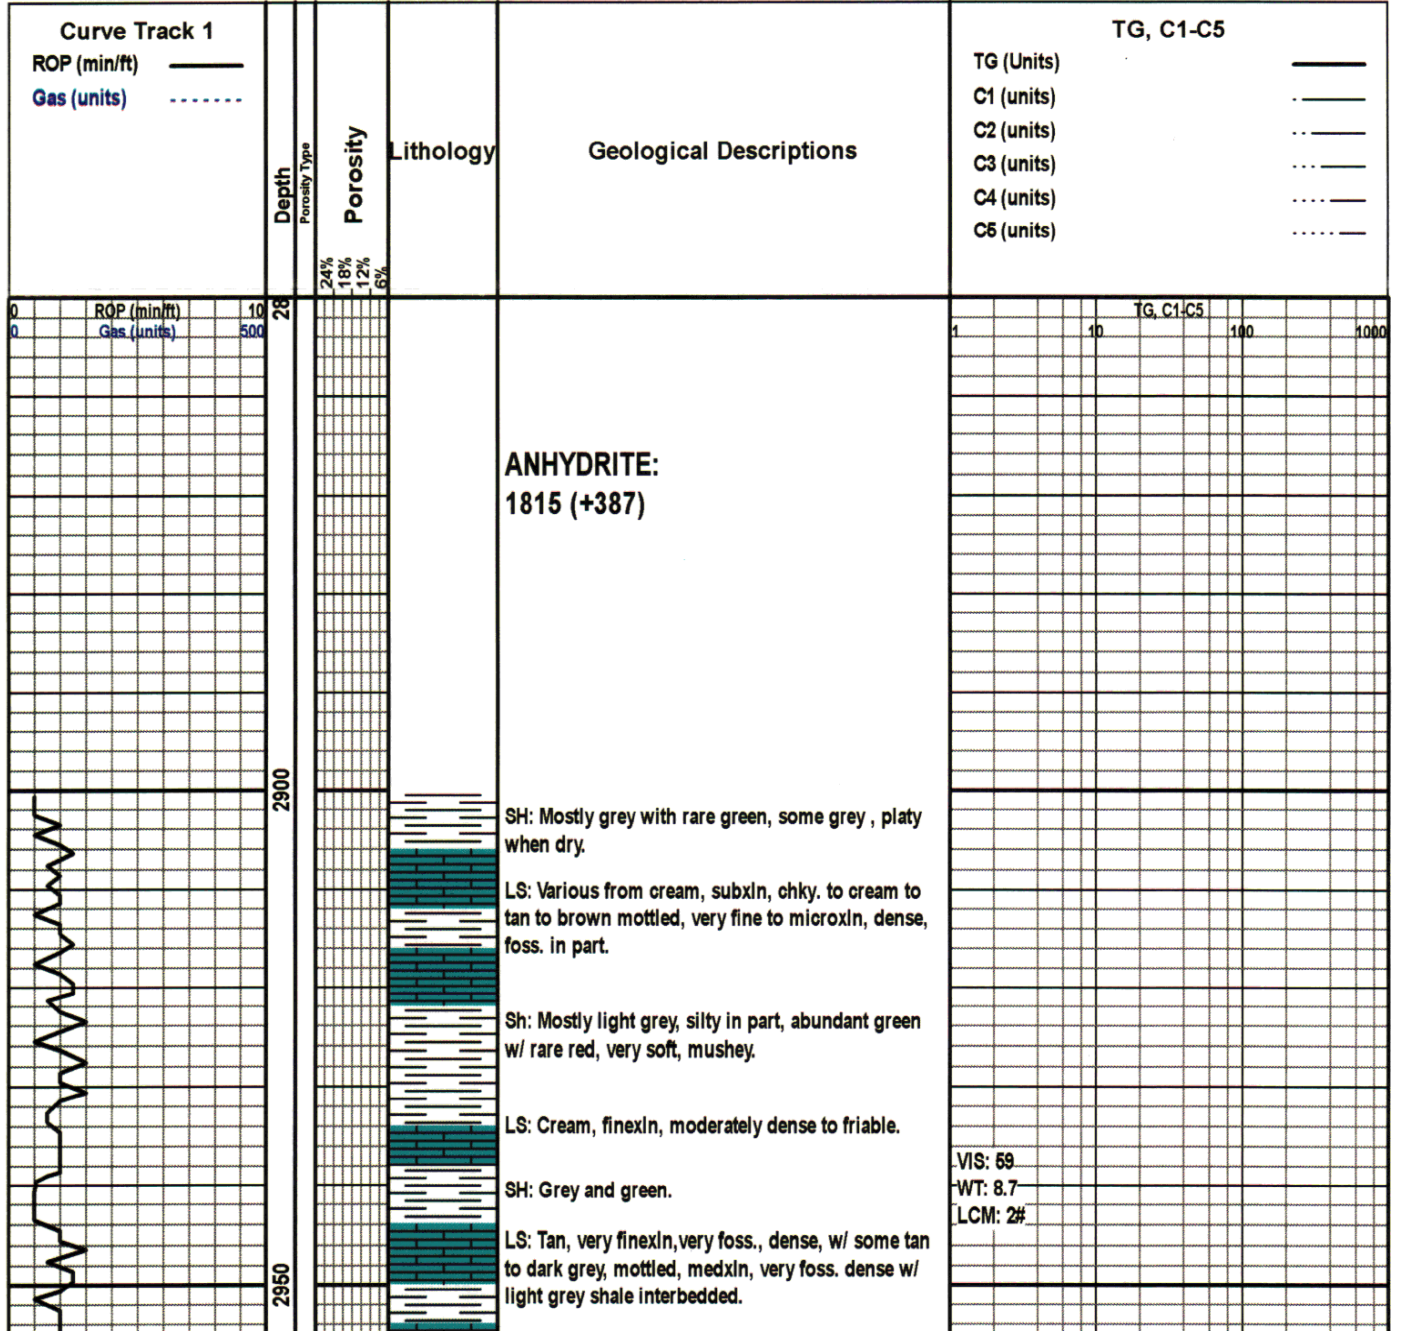 Curve Track 1
ROP (min/ft)
Gas (units)
Depth
Porosity Type
Porosity
24%
18%
12%
6%
Lithology
Geological Descriptions
TG, C1-C5
TG (Units)
C1 (units)
C2 (units)
C3 (units)
C4 (units)
C5 (units)
0 ROP (min/ft) 10
0 Gas (units) 500
28
TG, C1-C5
1 10 100 1000
ANHYDRITE:
1815 (+387)
2900
SH: Mostly grey with rare green, some grey , platy
when dry.
LS: Various from cream, subxln, chky. to cream to
tan to brown mottled, very fine to microxln, dense,
foss. in part.
Sh: Mostly light grey, silty in part, abundant green
w/ rare red, very soft, mushey.
LS: Cream, finexln, moderately dense to friable.
VIS: 59
WT: 8.7
LCM: 2#
SH: Grey and green.
LS: Tan, very finexln,very foss., dense, w/ some tan
to dark grey, mottled, medxln, very foss. dense w/
light grey shale interbedded.
2950